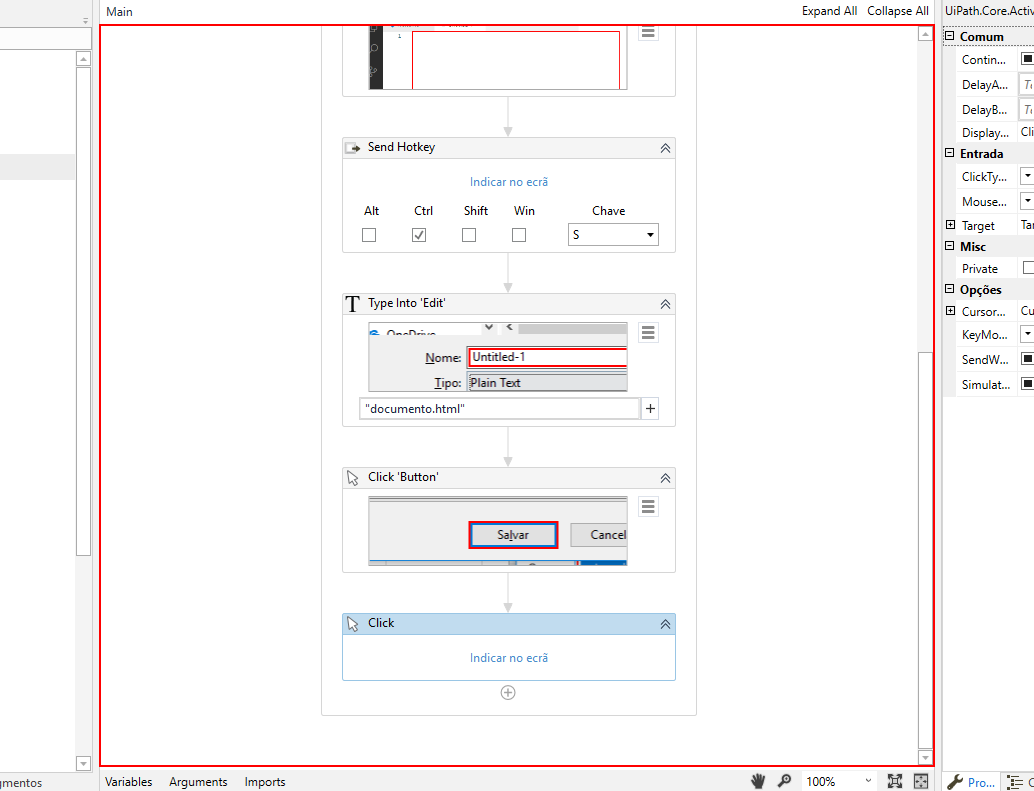 Main
Expand All Collapse All
1
Send Hotkey
Indicar no ecrã
Alt Ctrl Shift Win Chave
S
Type Into 'Edit'
OneDrive
Nome: Untitled-1
Tipo: Plain Text
"documento.html"
Click 'Button'
Salvar Cancel
Click
Indicar no ecrã
Variables Arguments Imports
100%
gmentos
UiPath.Core.Activ
Comum
Contin...
DelayA...
DelayB...
Display... Cli
Entrada
ClickTy...
Mouse...
Target Tar
Misc
Private
Opções
Cursor... Cu
KeyMo...
SendW...
Simulat...
Pro...